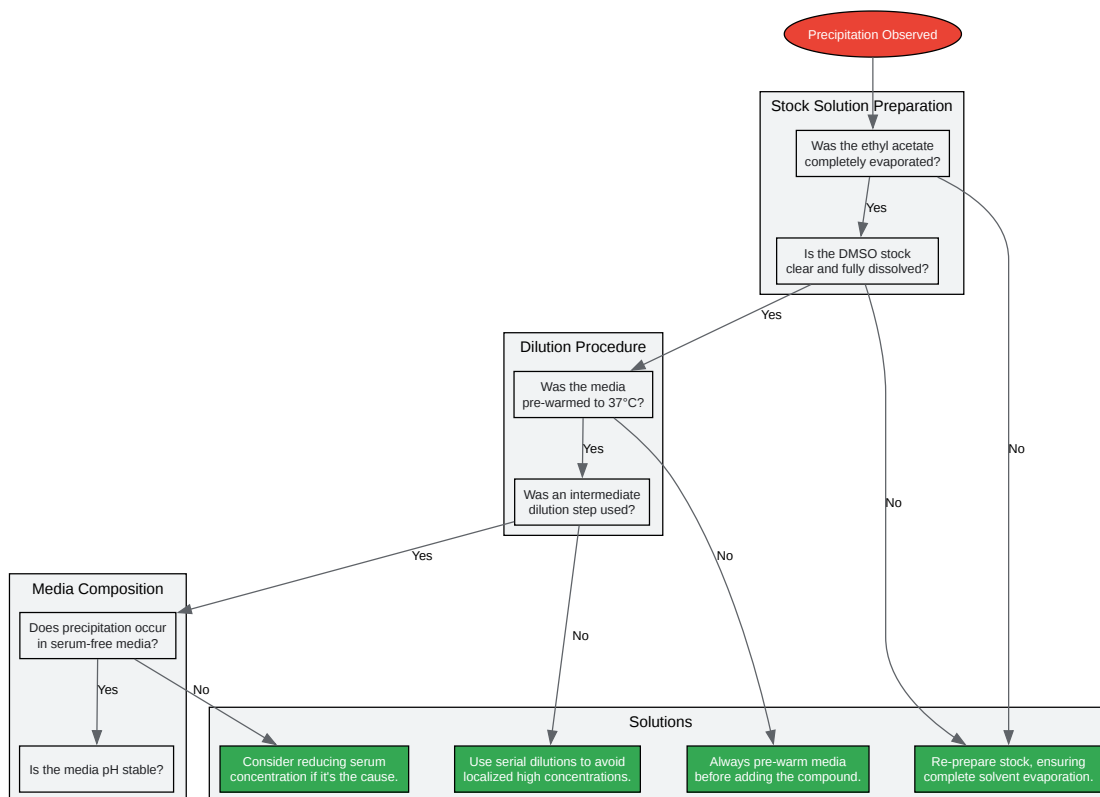 Precipitation Observed
Stock Solution Preparation
Was the ethyl acetate
completely evaporated?
Yes
Is the DMSO stock
clear and fully dissolved?
Yes
Dilution Procedure
Was the media
pre-warmed to 37°C?
Yes
No
Was an intermediate
dilution step used?
No
Yes
No
Media Composition
Does precipitation occur
in serum-free media?
No
Yes
No
Solutions
Is the media pH stable?
Consider reducing serum
concentration if it's the cause.
Use serial dilutions to avoid
localized high concentrations.
Always pre-warm media
before adding the compound.
Re-prepare stock, ensuring
complete solvent evaporation.